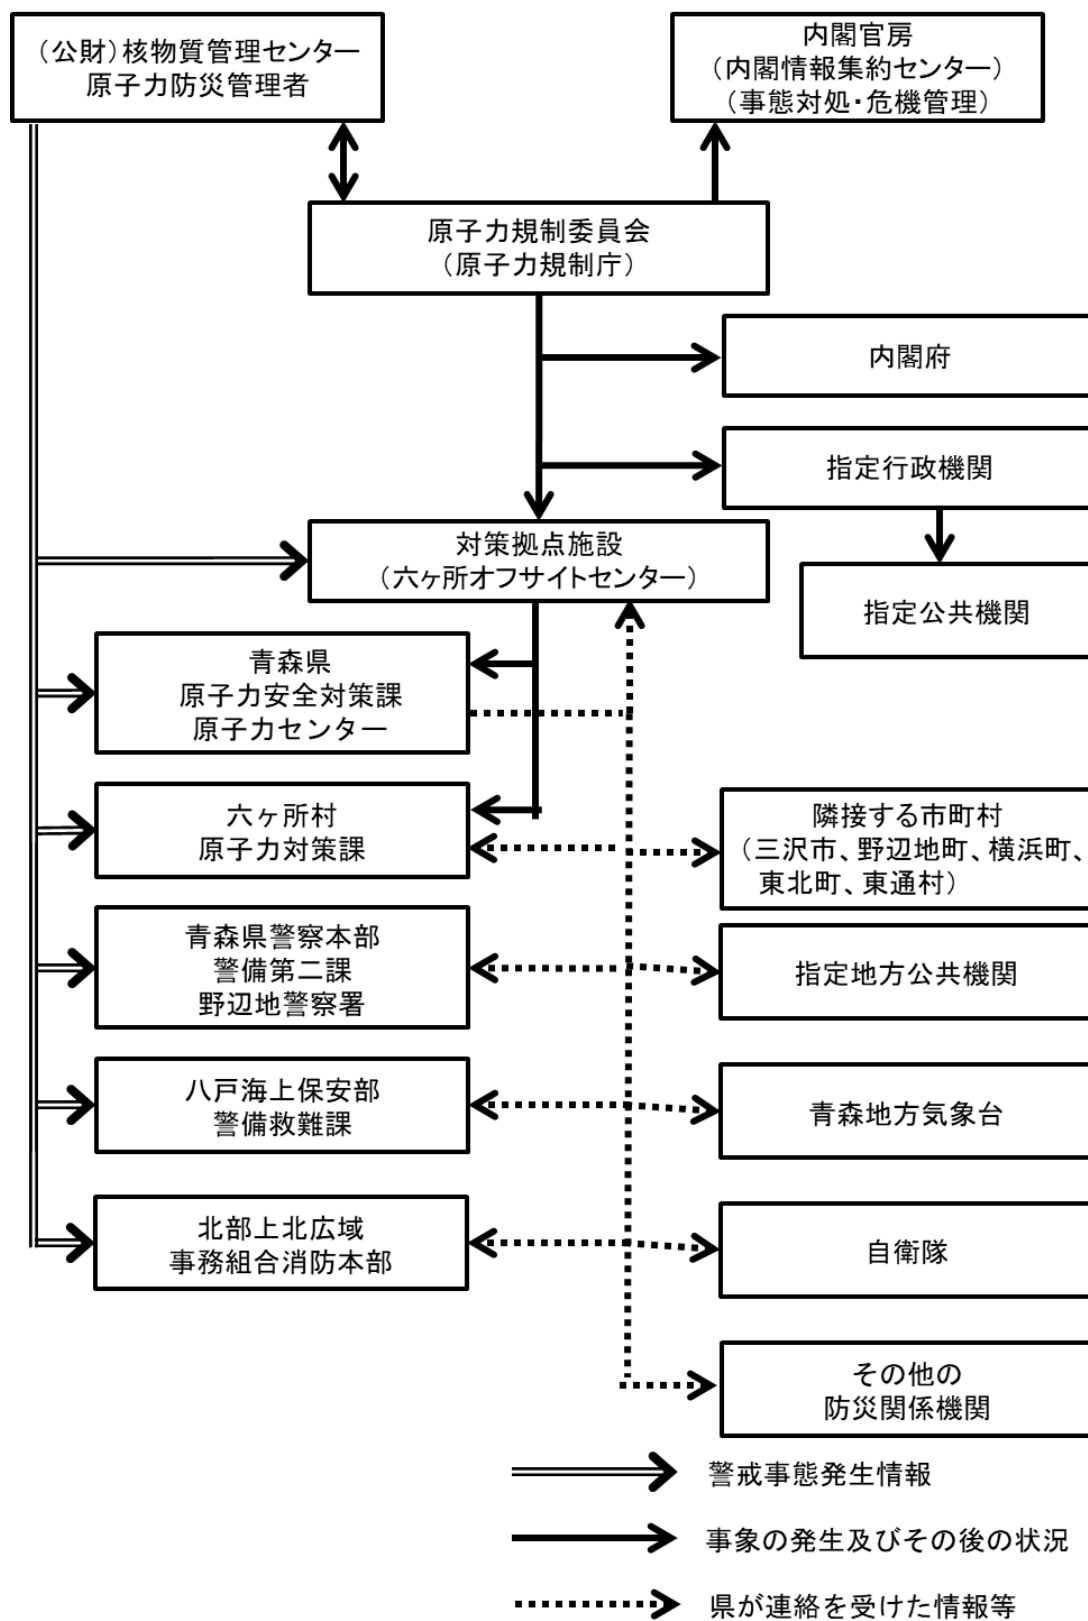 （公財）核物質管理センター
原子力防災管理者
内閣官房
（内閣情報集約センター）
（事態対処・危機管理）
原子力規制委員会
（原子力規制庁）
内閣府
指定行政機関
対策拠点施設
（六ヶ所オフサイトセンター）
指定公共機関
青森県
原子力安全対策課
原子力センター
六ヶ所村
原子力対策課
隣接する市町村
（三沢市、野辺地町、横浜町、
東北町、東通村）
青森県警察本部
警備第二課
野辺地警察署
指定地方公共機関
八戸海上保安部
警備救難課
青森地方気象台
北部上北広域
事務組合消防本部
自衛隊
その他の
防災関係機関
警戒事態発生情報
事象の発生及びその後の状況
県が連絡を受けた情報等